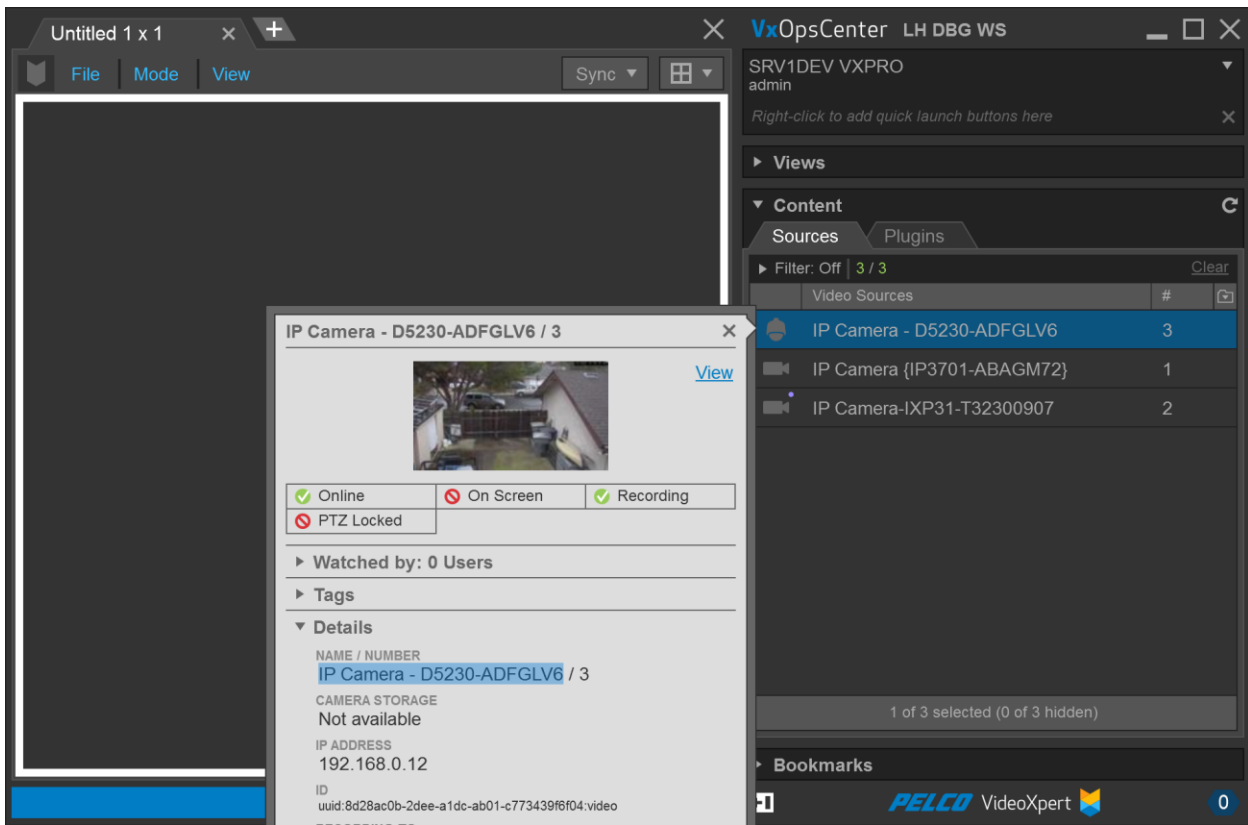 Untitled 1 x 1
File
Mode
View
Sync
VxOpsCenter LH DBG WS
SRV1DEV VXPRO
admin
Right-click to add quick launch buttons here
Views
Content
Sources
Plugins
Filter: Off
3 / 3
Clear
Video Sources
#
IP Camera - D5230-ADFGLV6 3
IP Camera {IP3701-ABAGM72} 1
IP Camera-IXP31-T32300907 2
1 of 3 selected (0 of 3 hidden)
Bookmarks
PELCO VideoXpert
0
IP Camera - D5230-ADFGLV6 / 3
View
Online
On Screen
Recording
PTZ Locked
Watched by: 0 Users
Tags
Details
NAME / NUMBER
IP Camera - D5230-ADFGLV6 / 3
CAMERA STORAGE
Not available
IP ADDRESS
192.168.0.12
ID
uuid:8d28ac0b-2dee-a1dc-ab01-c773439f6f04:video